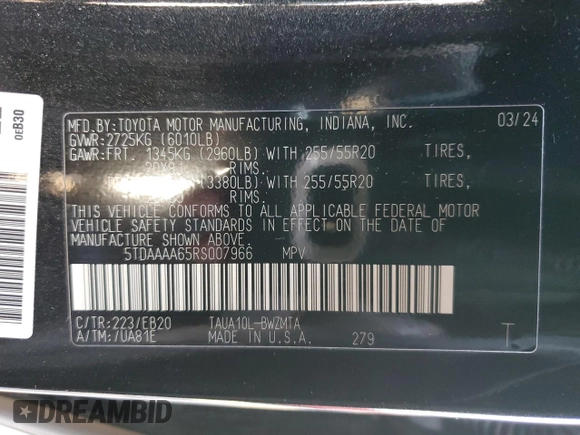 MFD.BY:TOYOTA MOTOR MANUFACTURING, INDIANA, INC. 03/24
GVWR:2725KG (6010LB)
GAWR:FRT. 1345KG (2960LB) WITH 255/55R20 TIRES,
RIMS,
(3380LB) WITH 255/55R20 TIRES,
RIMS.
THIS VEHICLE CONFORMS TO ALL APPLICABLE FEDERAL MOTOR
VEHICLE SAFETY STANDARDS IN EFFECT ON THE DATE OF
MANUFACTURE SHOWN ABOVE.
5TDAAAA65RS007966 MPV
C/TR:223/EB20 TAUA10L-BWZMTA
A/TM:/UA81E MADE IN U.S.A. 279 T
0EB30
DREAMBID